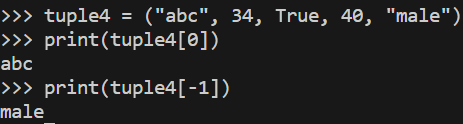 >>> tuple4 = ("abc", 34, True, 40, "male")
>>> print(tuple4[0])
abc
>>> print(tuple4[-1])
male